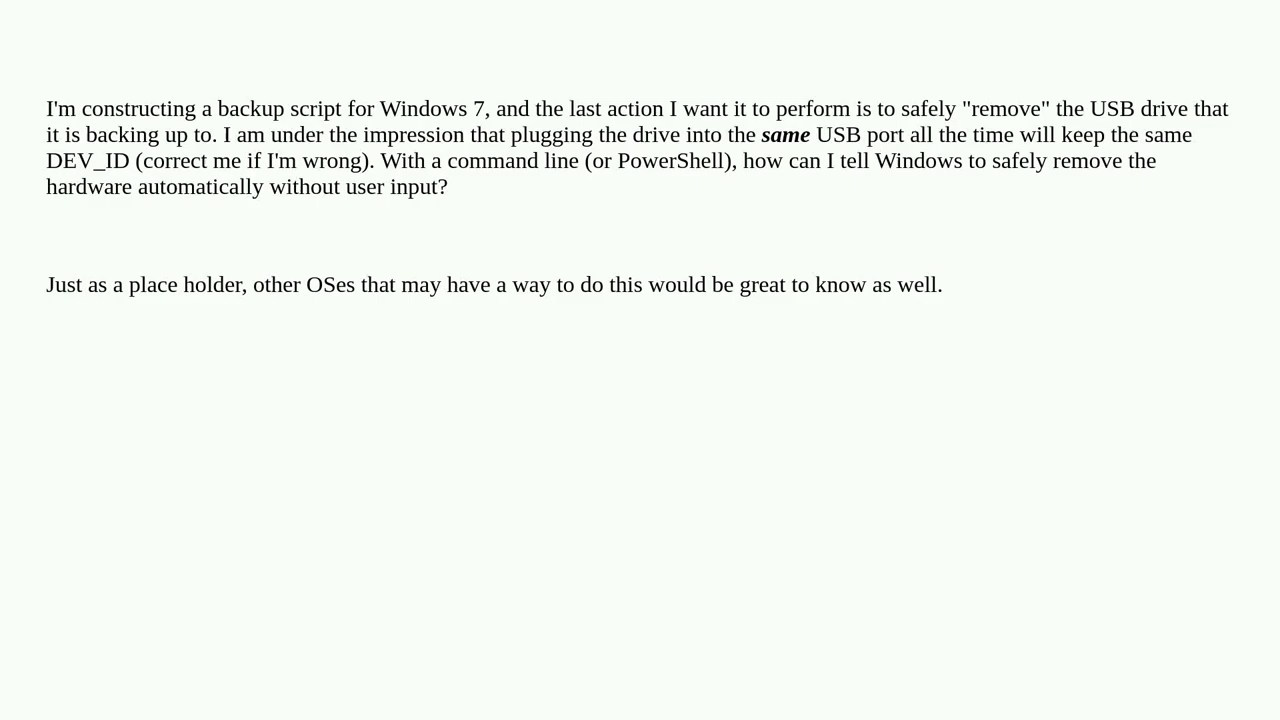 I'm constructing a backup script for Windows 7, and the last action I want it to perform is to safely "remove" the USB drive that
it is backing up to. I am under the impression that plugging the drive into the same USB port all the time will keep the same
DEV_ID (correct me if I'm wrong). With a command line (or PowerShell), how can I tell Windows to safely remove the
hardware automatically without user input?
Just as a place holder, other OSes that may have a way to do this would be great to know as well.